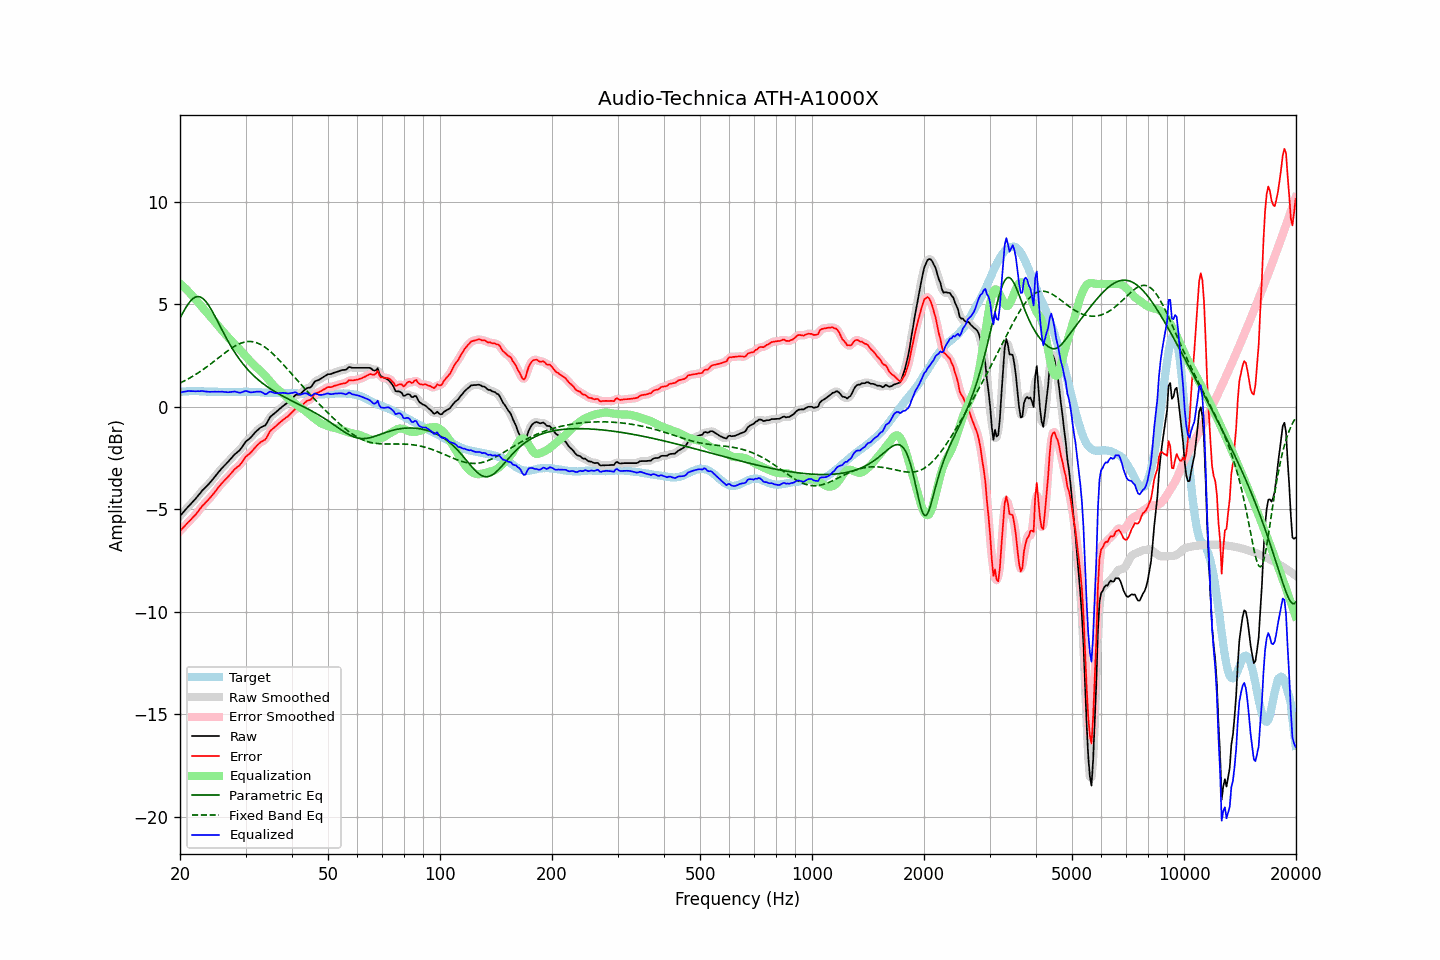 Audio-Technica ATH-A1000X
Amplitude (dBr)
10
5
0
−5
−10
−15
−20
Target
Raw Smoothed
Error Smoothed
Raw
Error
Equalization
Parametric Eq
Fixed Band Eq
Equalized
20 50 100 200 500 1000 2000 5000 10000 20000
Frequency (Hz)